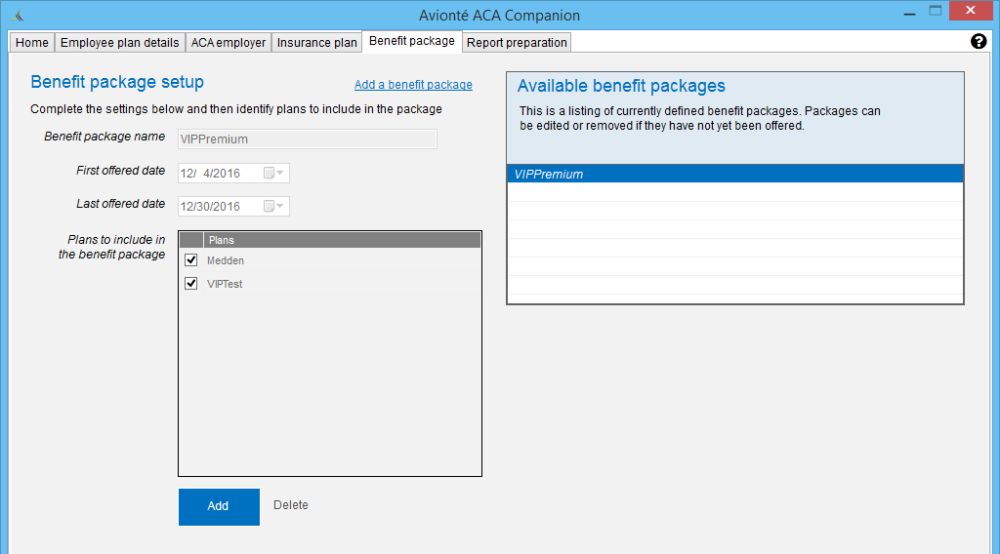 Avionté ACA Companion
Home Employee plan details ACA employer Insurance plan Benefit package Report preparation
Benefit package setup
Add a benefit package
Complete the settings below and then identify plans to include in the package
Benefit package name
VIPPremium
First offered date
12/ 4/2016
Last offered date
12/30/2016
Plans to include in
the benefit package
Plans
Medden
VIPTest
Add
Delete
Available benefit packages
This is a listing of currently defined benefit packages. Packages can
be edited or removed if they have not yet been offered.
VIPPremium